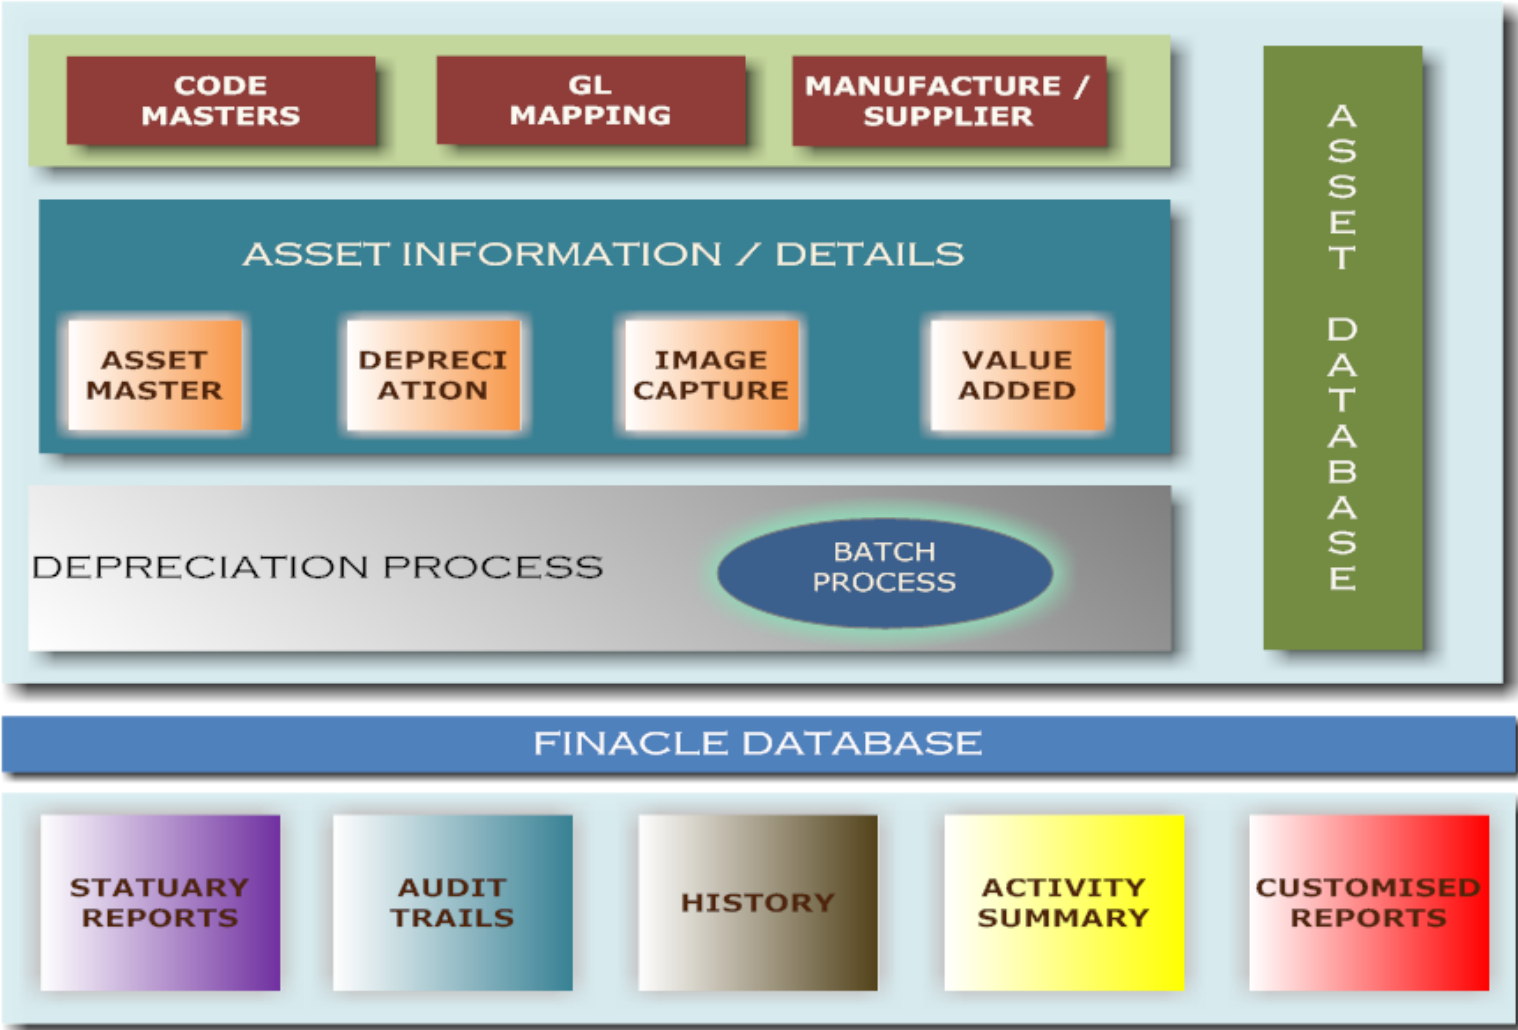 CODE
MASTERS
GL
MAPPING
MANUFACTURE /
SUPPLIER
ASSET INFORMATION / DETAILS
ASSET
MASTER
DEPRECI
ATION
IMAGE
CAPTURE
VALUE
ADDED
DEPRECIATION PROCESS
BATCH
PROCESS
ASSET DATABASE
FINACLE DATABASE
STATUARY
REPORTS
AUDIT
TRAILS
HISTORY
ACTIVITY
SUMMARY
CUSTOMISED
REPORTS